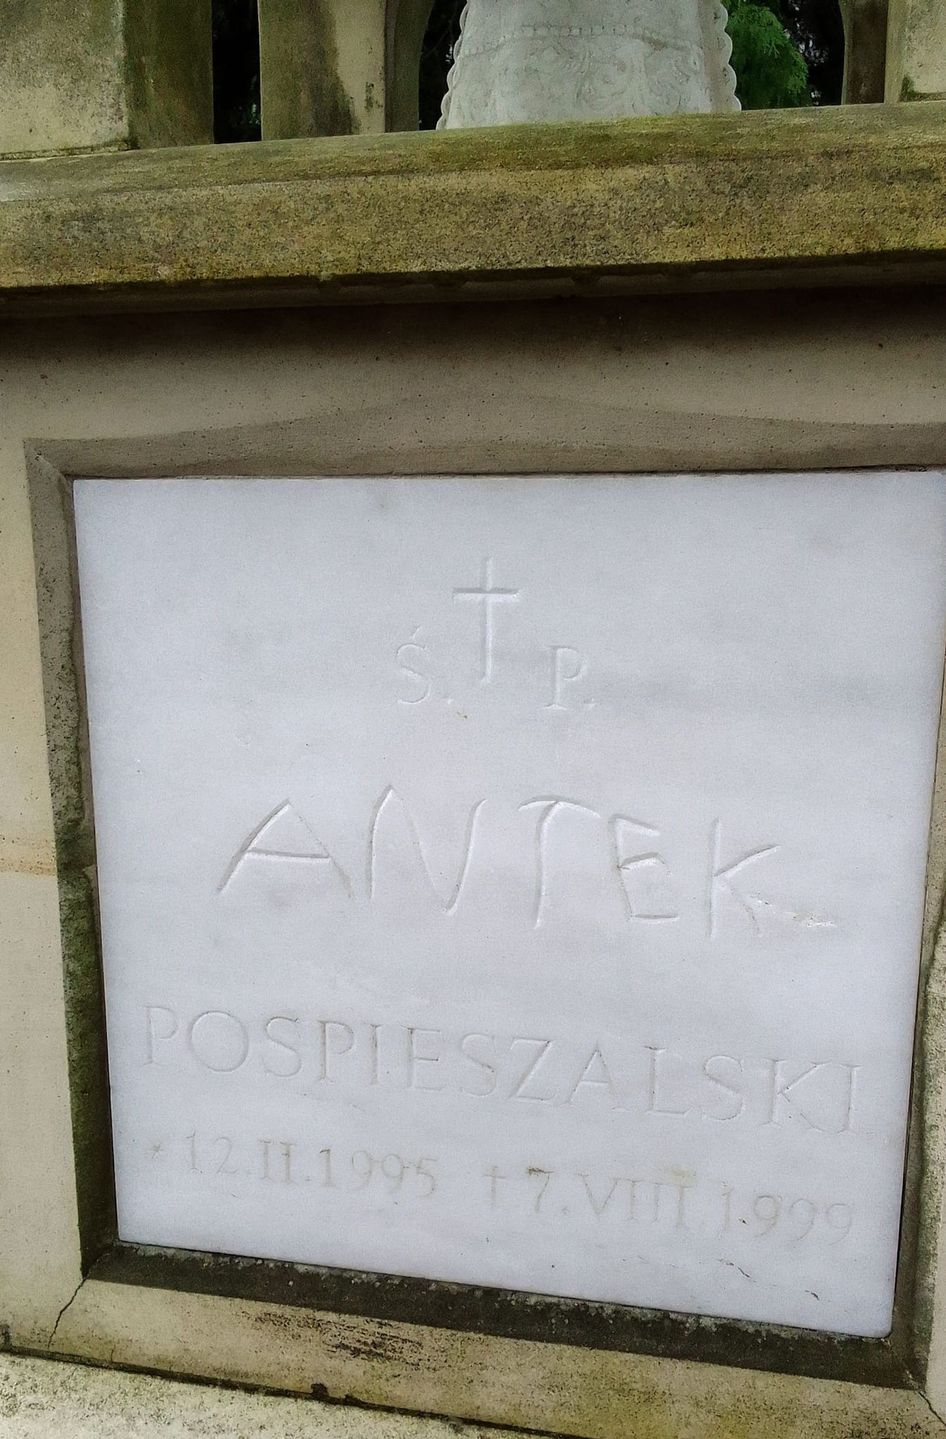 Ś. † P.
ANTEK
POSPIESZALSKI
* 12.II.1995 † 7.VIII.1999